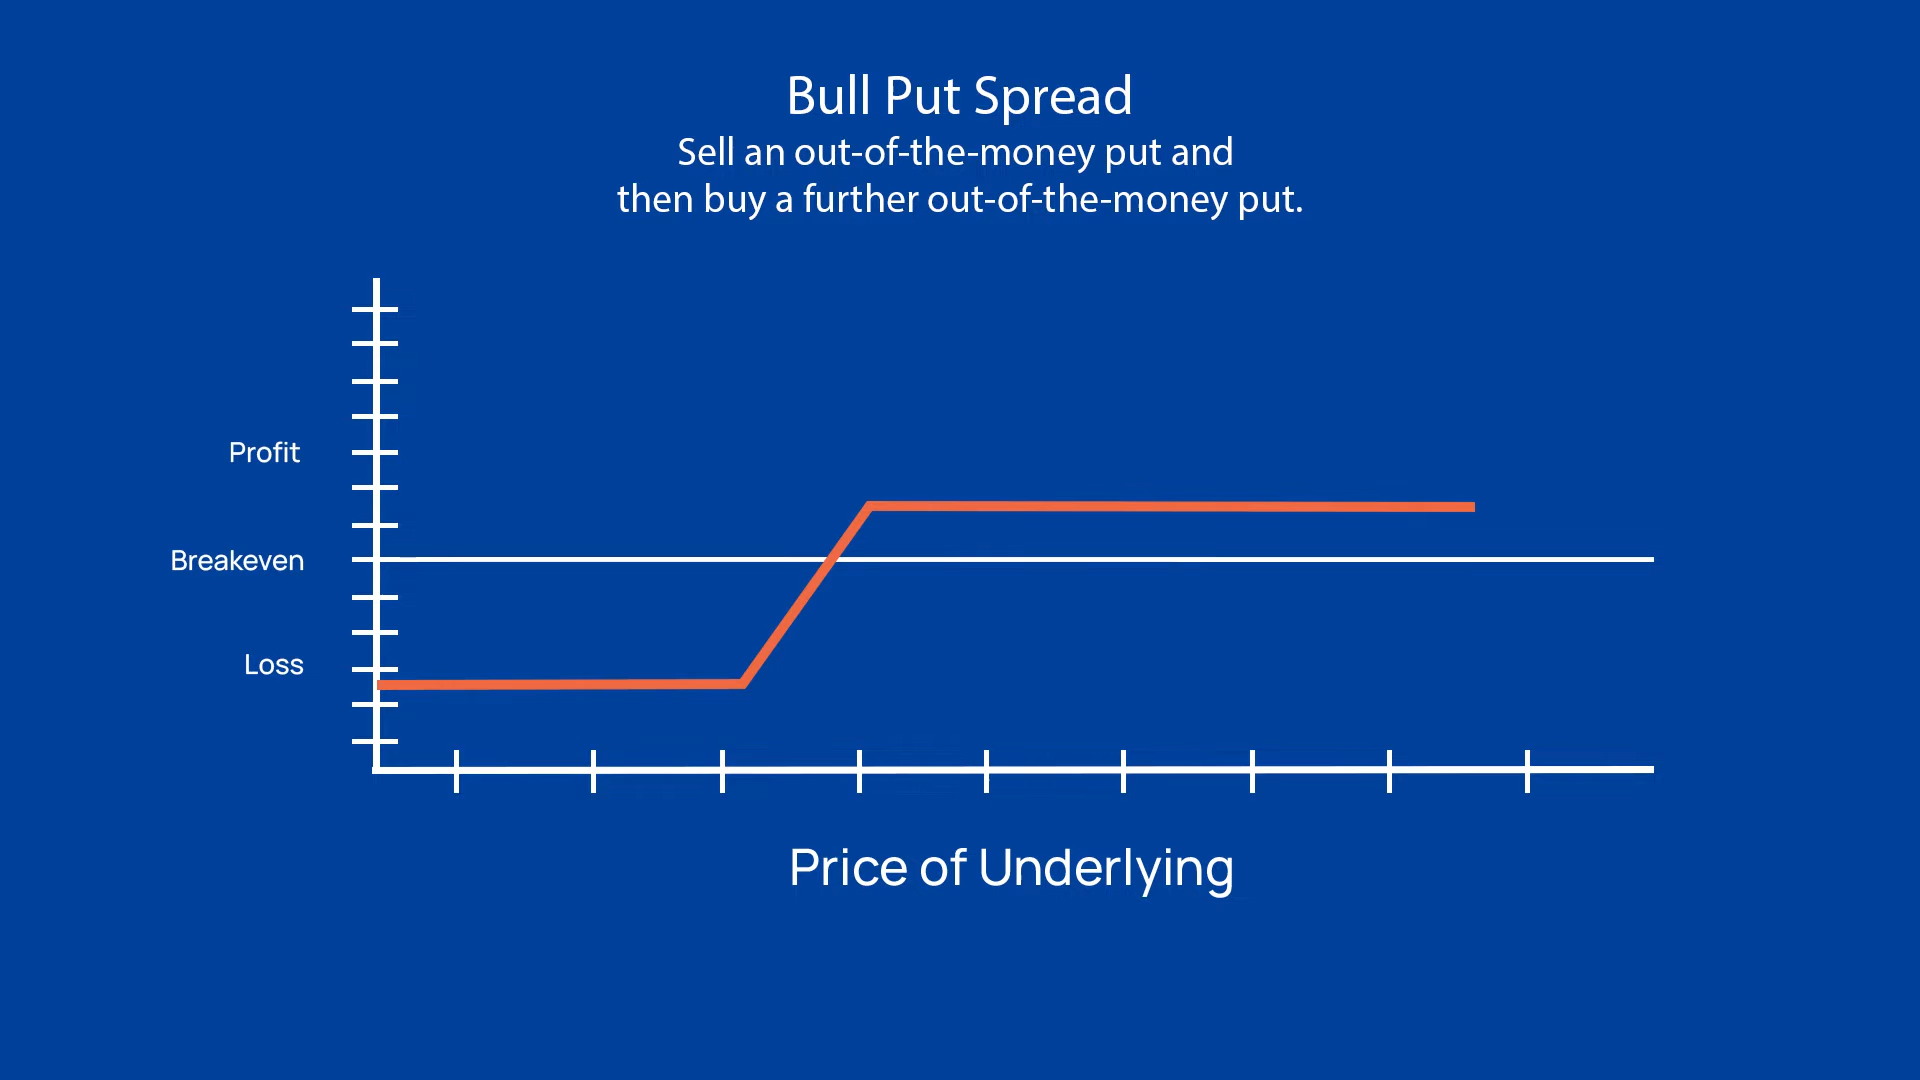 Bull Put Spread
Sell an out-of-the-money put and
then buy a further out-of-the-money put.
Profit
Breakeven
Loss
Price of Underlying